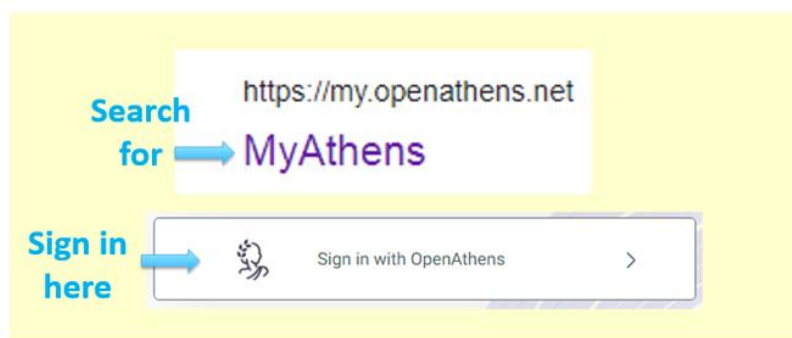 https://my.openathens.net
Search
for
MyAthens
Sign in
here
Sign in with OpenAthens